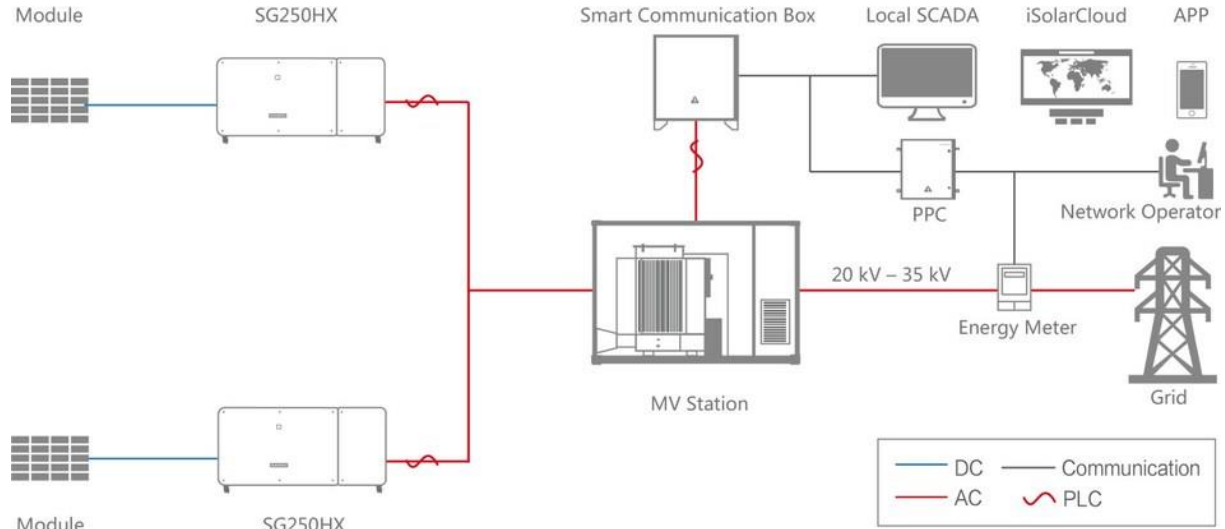 Module
SG250HX
Smart Communication Box
Local SCADA
iSolarCloud
APP
PPC
Network Operator
20 kV – 35 kV
Energy Meter
MV Station
Grid
DC
Communication
AC
PLC
Module
SG250HX